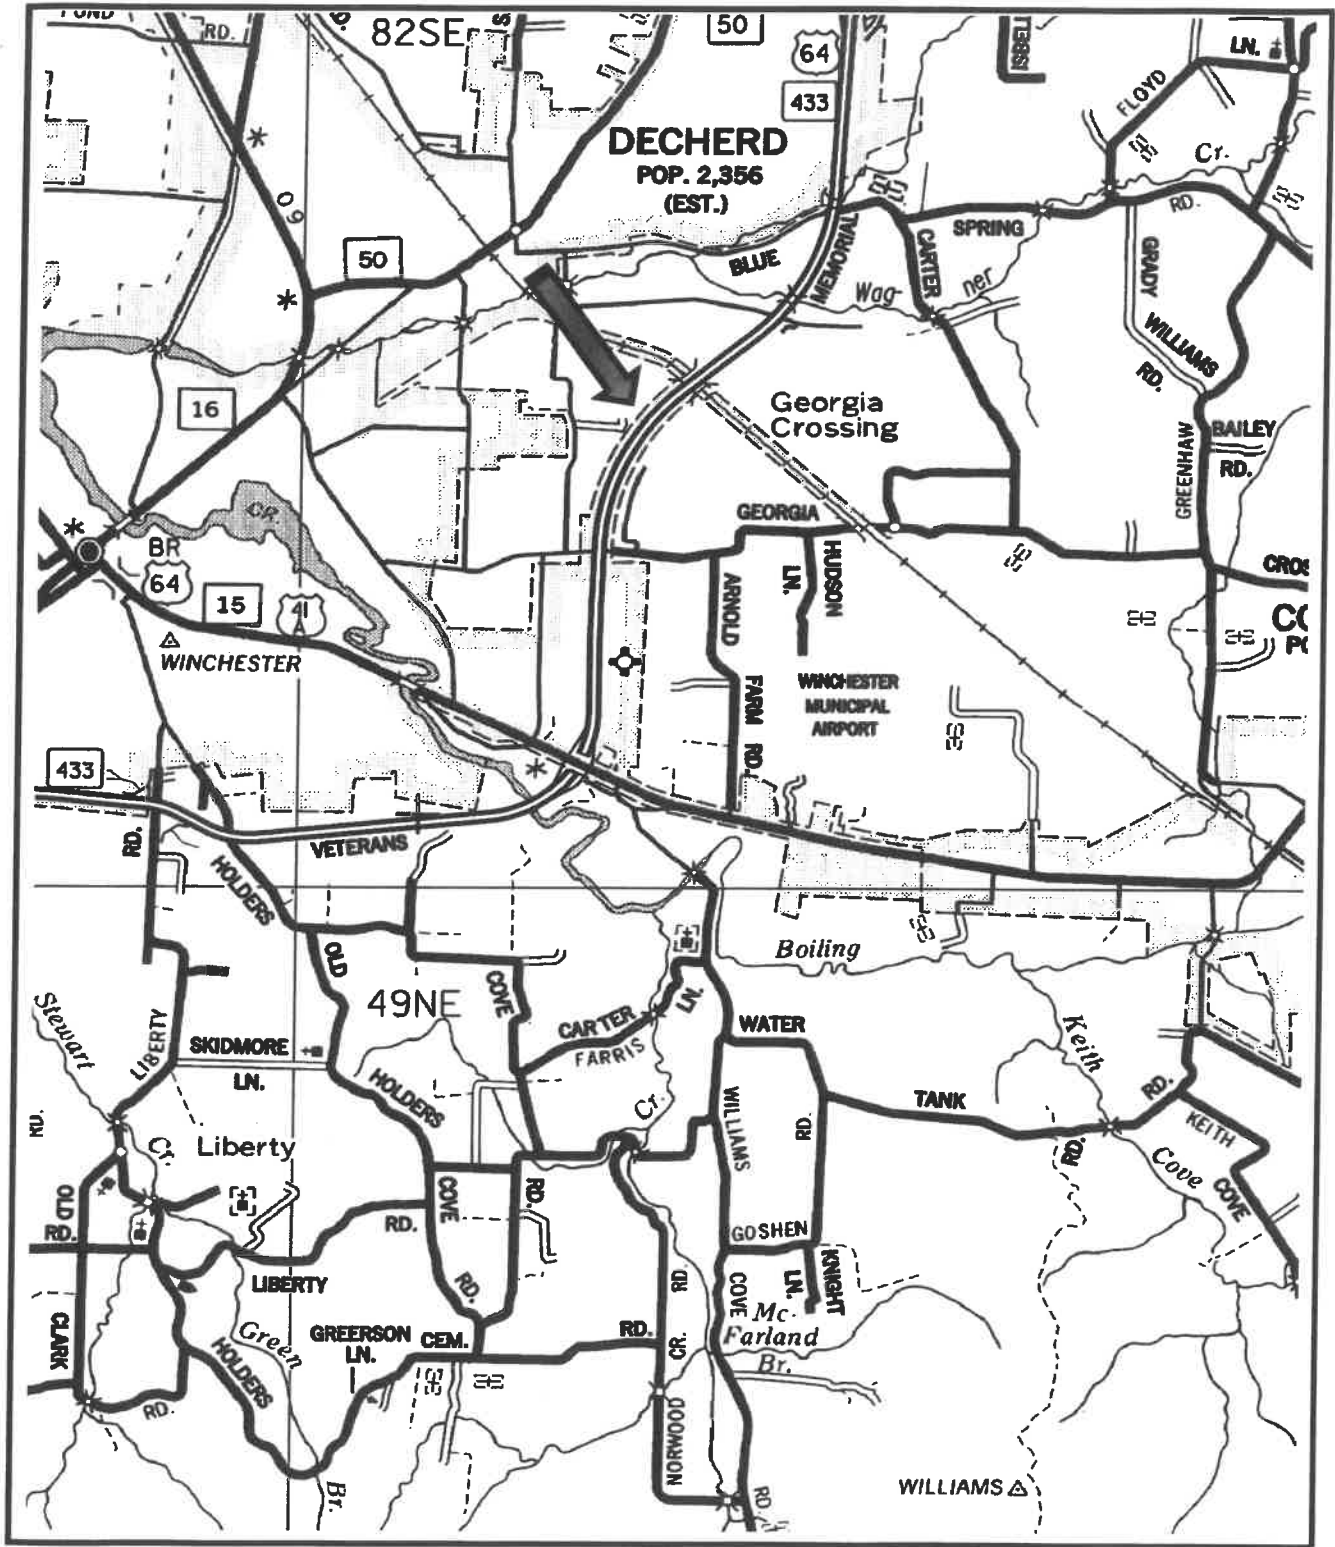 RD.
82SE
50
64
433
LN.
FLOYD
DECHERD
POP. 2,356
(EST.)
Cr.
RD.
SPRING
CARTER
MEMORIAL
BLUE
50
Wag-
ner
GRADY
WILLIAMS
RD.
16
Georgia
Crossing
GREENHAW
BAILEY
RD.
CR.
GEORGIA
BR
64
15
41
A
HUDSON
LN.
ARNOLD
FARM
RD.
WINCHESTER
WINCHESTER
MUNICIPAL
AIRPORT
433
RD.
VETERANS
HOLDERS
OLD
COVE
Boiling
49NE
Stewart
Cr.
LIBERTY
SKIDMORE
LN.
CARTER
LN.
FARRIS
WATER
Keith
HOLDERS
Cr.
WILLIAMS
RD.
TANK
RD.
RD.
KEITH
COVE
Cove
Liberty
OLD
RD.
COVE
RD.
RD.
GOSHEN
KNIGHT
LN.
LIBERTY
RD.
RD.
COVE
Mc-
Farland
Br.
CLARK
HOLDERS
Green
Br.
GREERSON
LN.
CEM.
RD.
CR.
RD.
NORWOOD
RD.
WILLIAMS